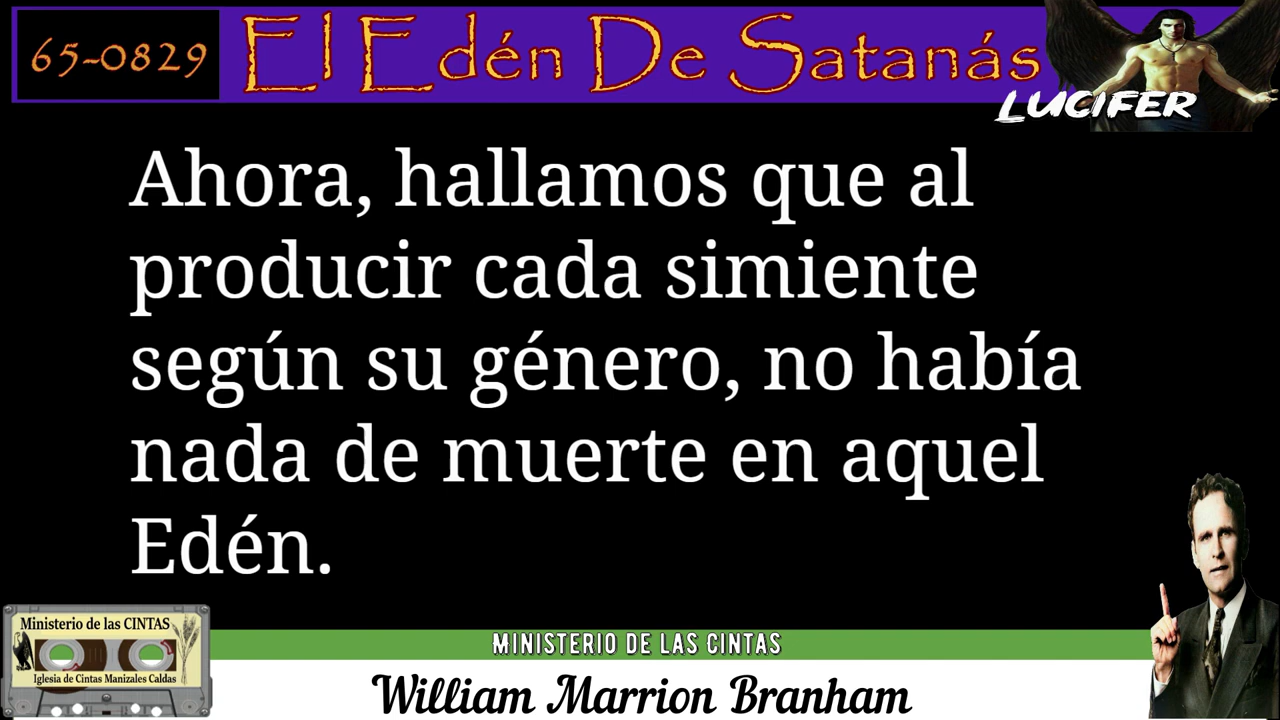 65-0829
El Edén De Satanás
LUCIFER
Ahora, hallamos que al
producir cada simiente
según su género, no había
nada de muerte en aquel
Edén.
Ministerio de las CINTAS
Iglesia de Cintas Manizales Caldas
MINISTERIO DE LAS CINTAS
William Marrion Branham